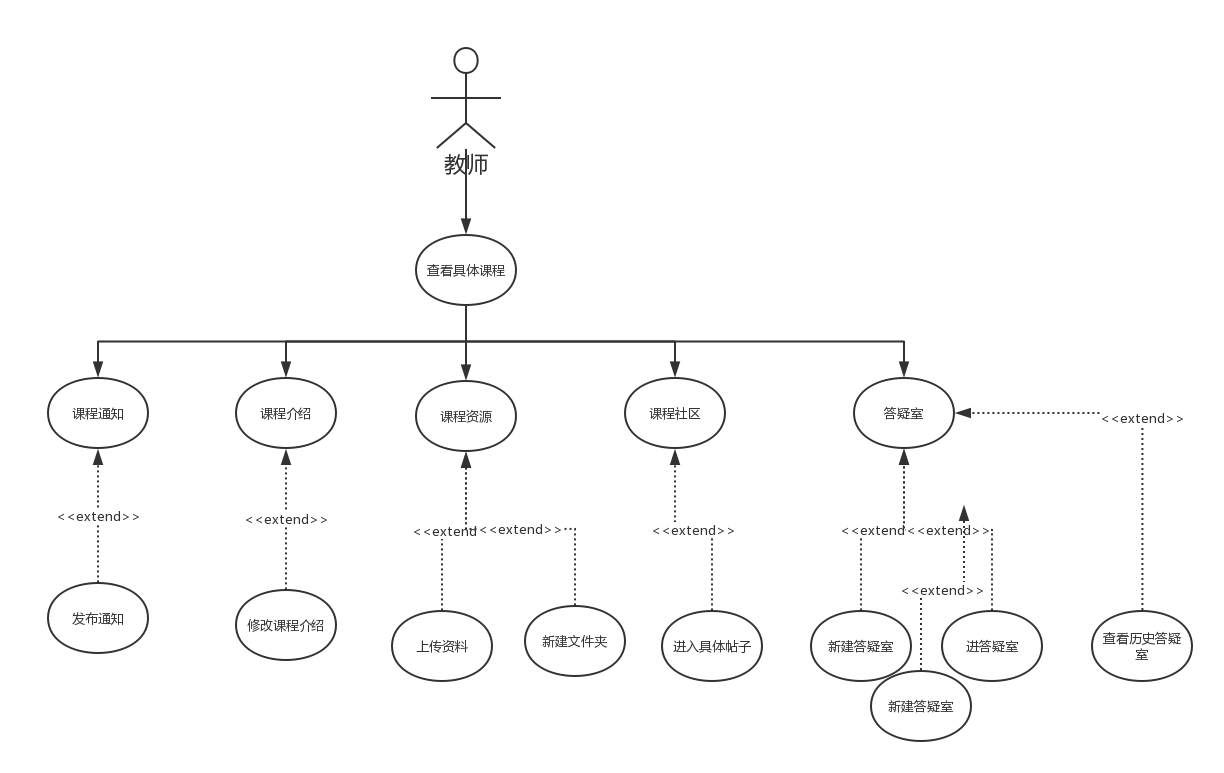 教师
查看具体课程
课程通知
课程介绍
课程资源
课程社区
答疑室
<<extend>>
<<extend>>
<<extend>>
<<extend
<<extend>>
<<extend>>
<<extend
<<extend>>
<<extend>>
发布通知
修改课程介绍
上传资料
新建文件夹
进入具体帖子
新建答疑室
进答疑室
查看历史答疑
室
新建答疑室